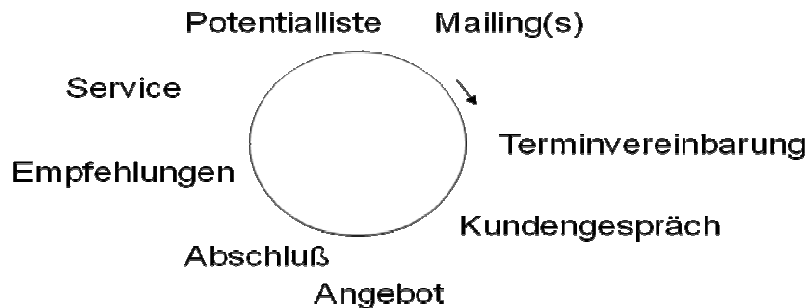 Potentialliste Mailing(s)
Service
Terminvereinbarung
Empfehlungen
Kundengespräch
Abschluß
Angebot